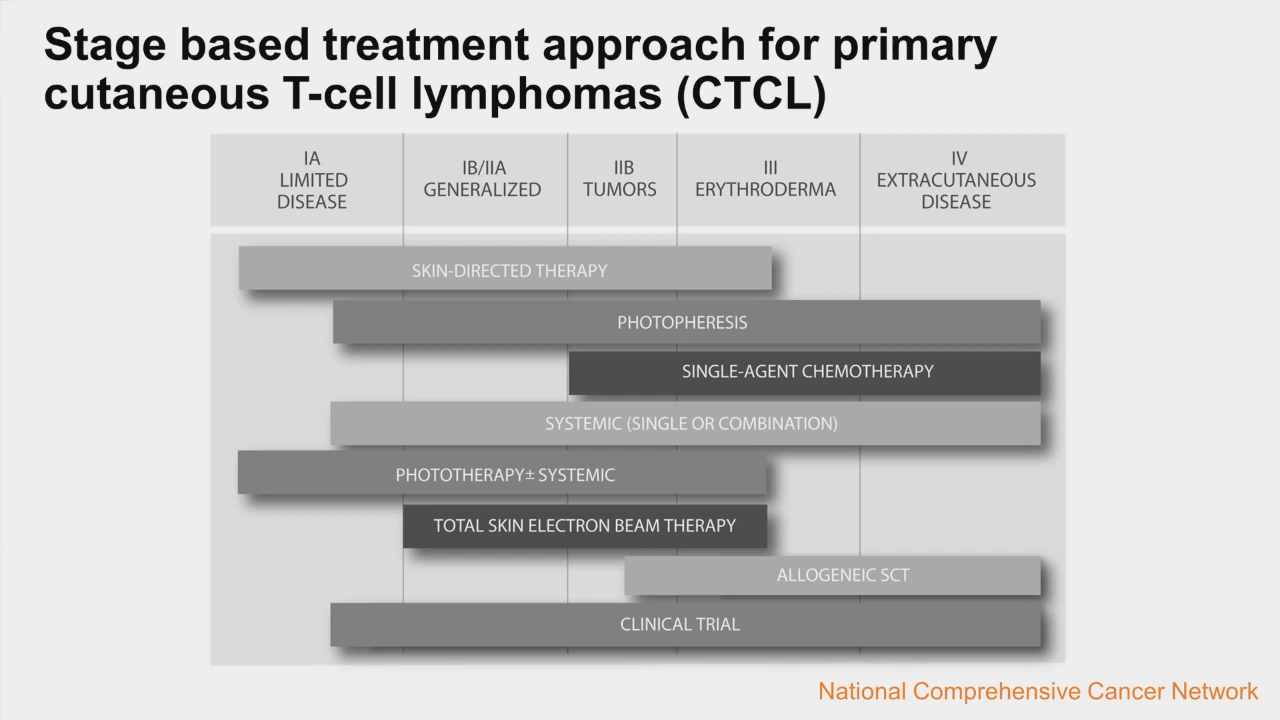 Stage based treatment approach for primary
cutaneous T-cell lymphomas (CTCL)
IA
LIMITED
DISEASE
IB/IIA
GENERALIZED
IIB
TUMORS
III
ERYTHRODERMA
IV
EXTRACUTANEOUS
DISEASE
SKIN-DIRECTED THERAPY
PHOTOPHERESIS
SINGLE-AGENT CHEMOTHERAPY
SYSTEMIC (SINGLE OR COMBINATION)
PHOTOTHERAPY± SYSTEMIC
TOTAL SKIN ELECTRON BEAM THERAPY
ALLOGENEIC SCT
CLINICAL TRIAL
National Comprehensive Cancer Network